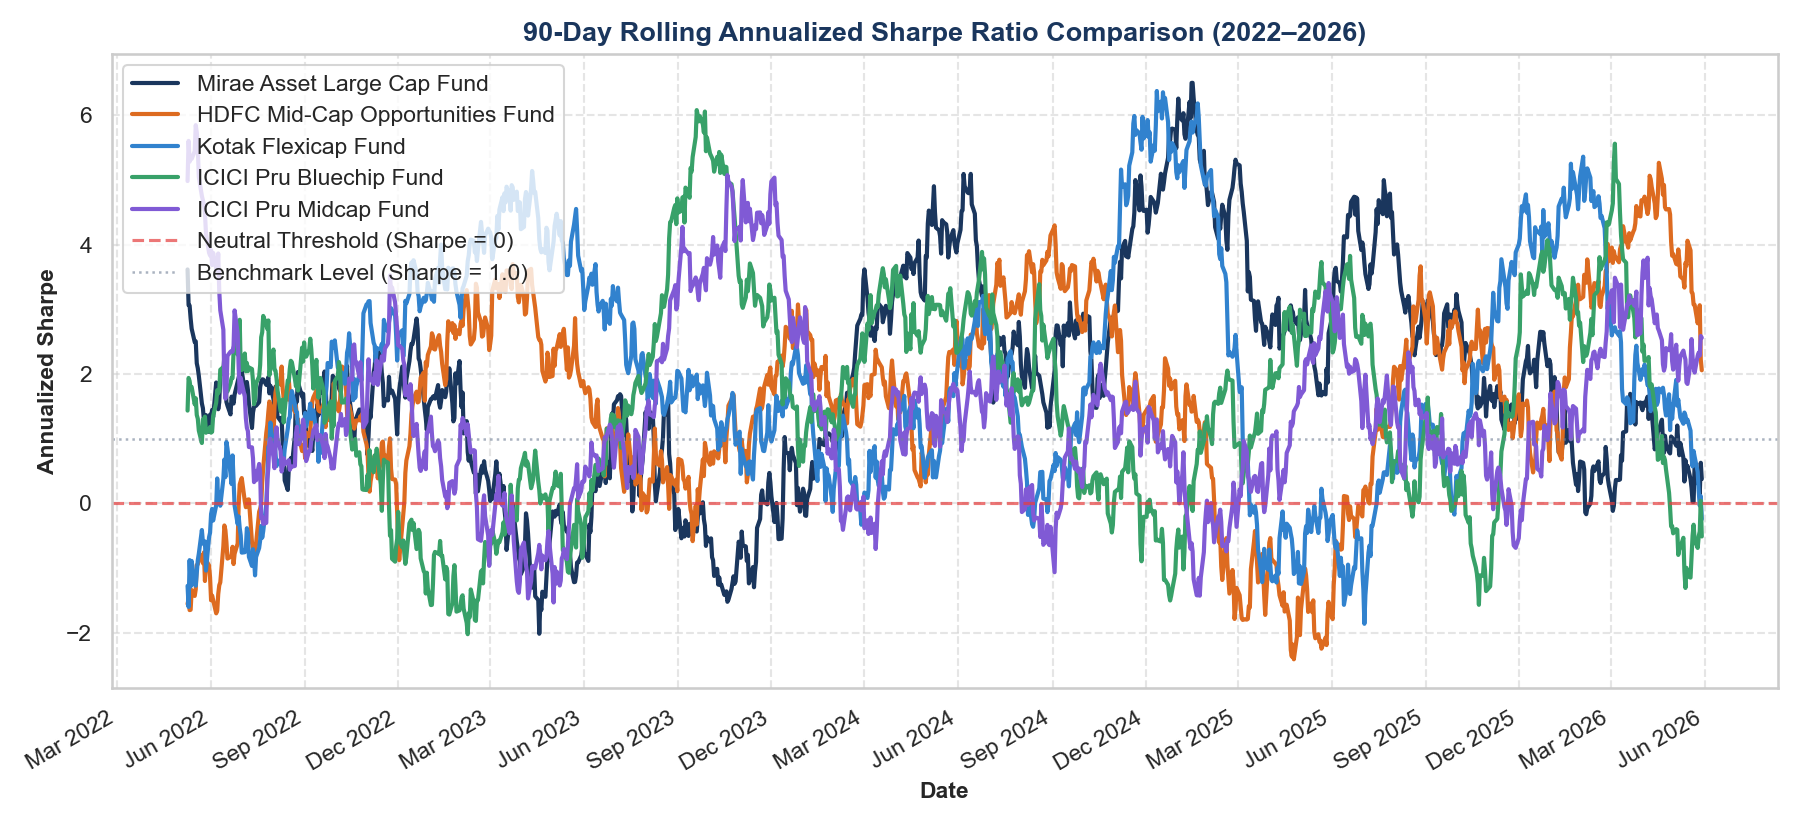 90-Day Rolling Annualized Sharpe Ratio Comparison (2022–2026)
Mirae Asset Large Cap Fund
HDFC Mid-Cap Opportunities Fund
Kotak Flexicap Fund
ICICI Pru Bluechip Fund
ICICI Pru Midcap Fund
Neutral Threshold (Sharpe = 0)
Benchmark Level (Sharpe = 1.0)
Annualized Sharpe
6
4
2
0
−2
Mar 2022
Jun 2022
Sep 2022
Dec 2022
Mar 2023
Jun 2023
Sep 2023
Dec 2023
Mar 2024
Jun 2024
Sep 2024
Dec 2024
Mar 2025
Jun 2025
Sep 2025
Dec 2025
Mar 2026
Jun 2026
Date